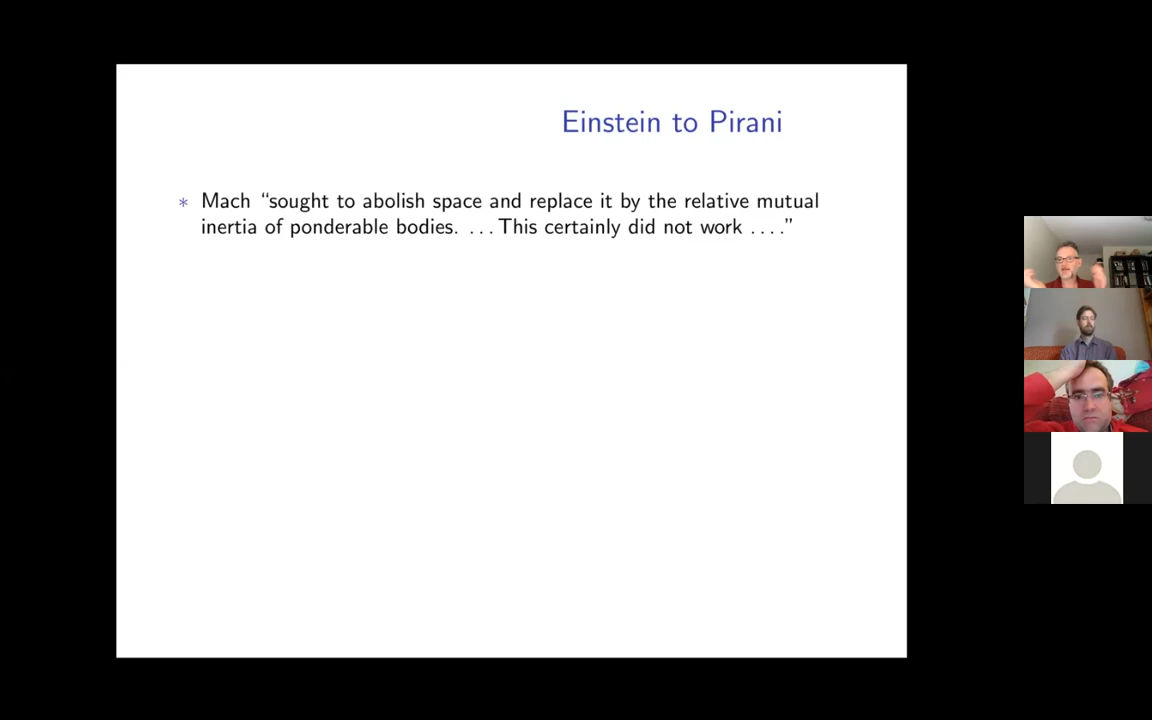 Einstein to Pirani
* Mach “sought to abolish space and replace it by the relative mutual
inertia of ponderable bodies. ... This certainly did not work ....”